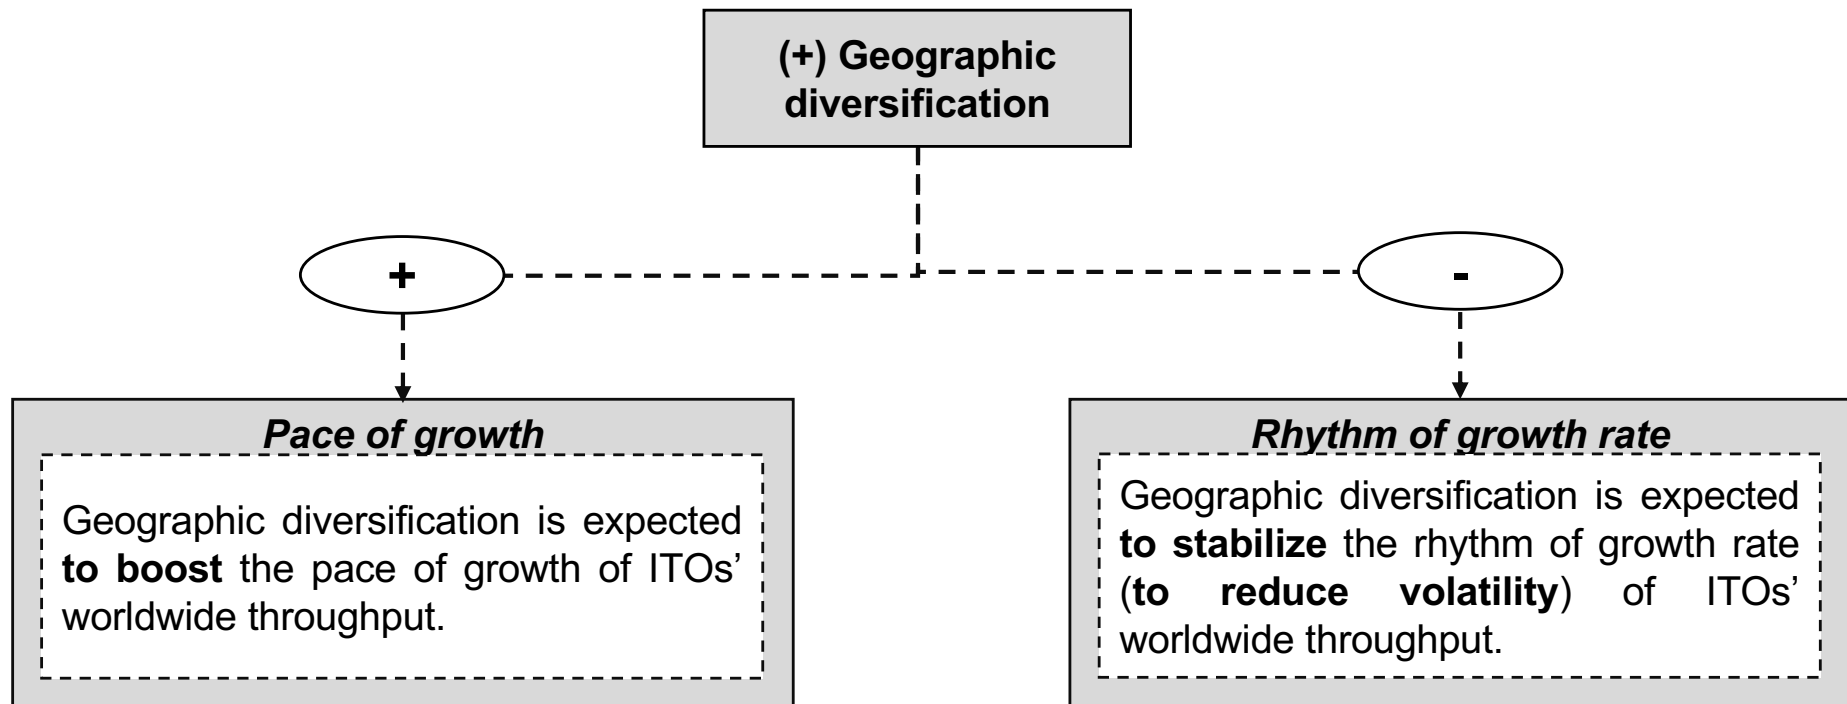 (+) Geographic
diversification
+
-
Pace of growth
Geographic diversification is expected
to boost the pace of growth of ITOs’
worldwide throughput.
Rhythm of growth rate
Geographic diversification is expected
to stabilize the rhythm of growth rate
(to reduce volatility) of ITOs’
worldwide throughput.